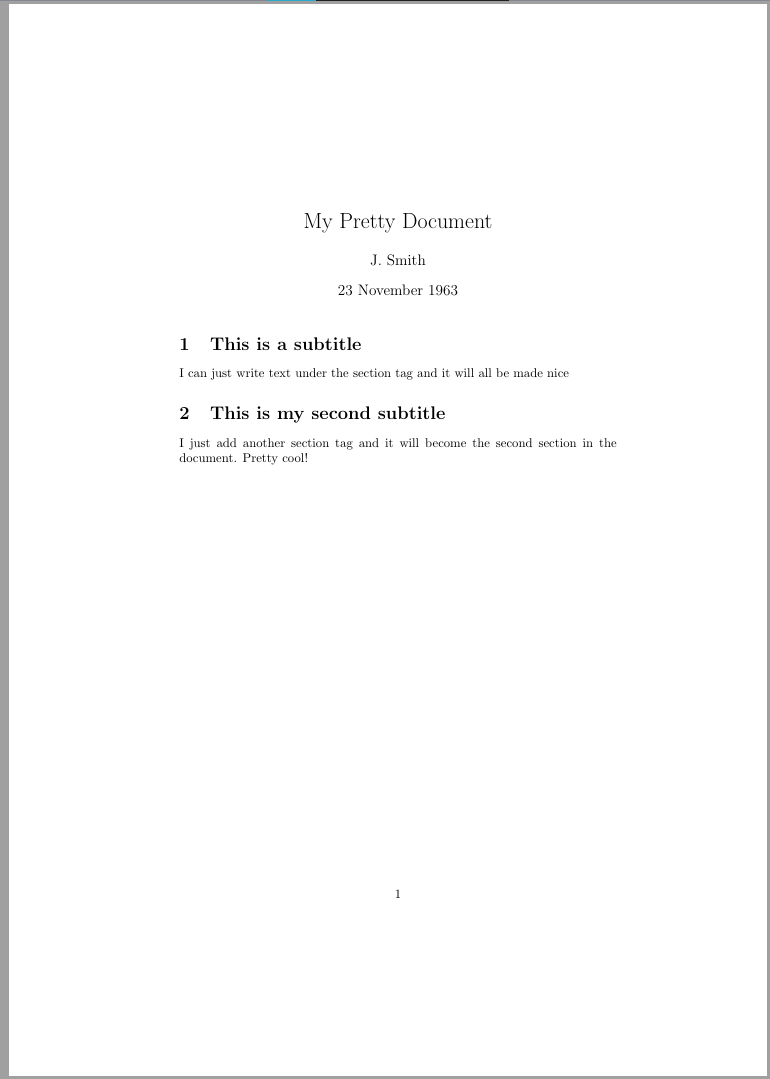 My Pretty Document
J. Smith
23 November 1963
1 This is a subtitle
I can just write text under the section tag and it will all be made nice
2 This is my second subtitle
I just add another section tag and it will become the second section in the
document. Pretty cool!
1